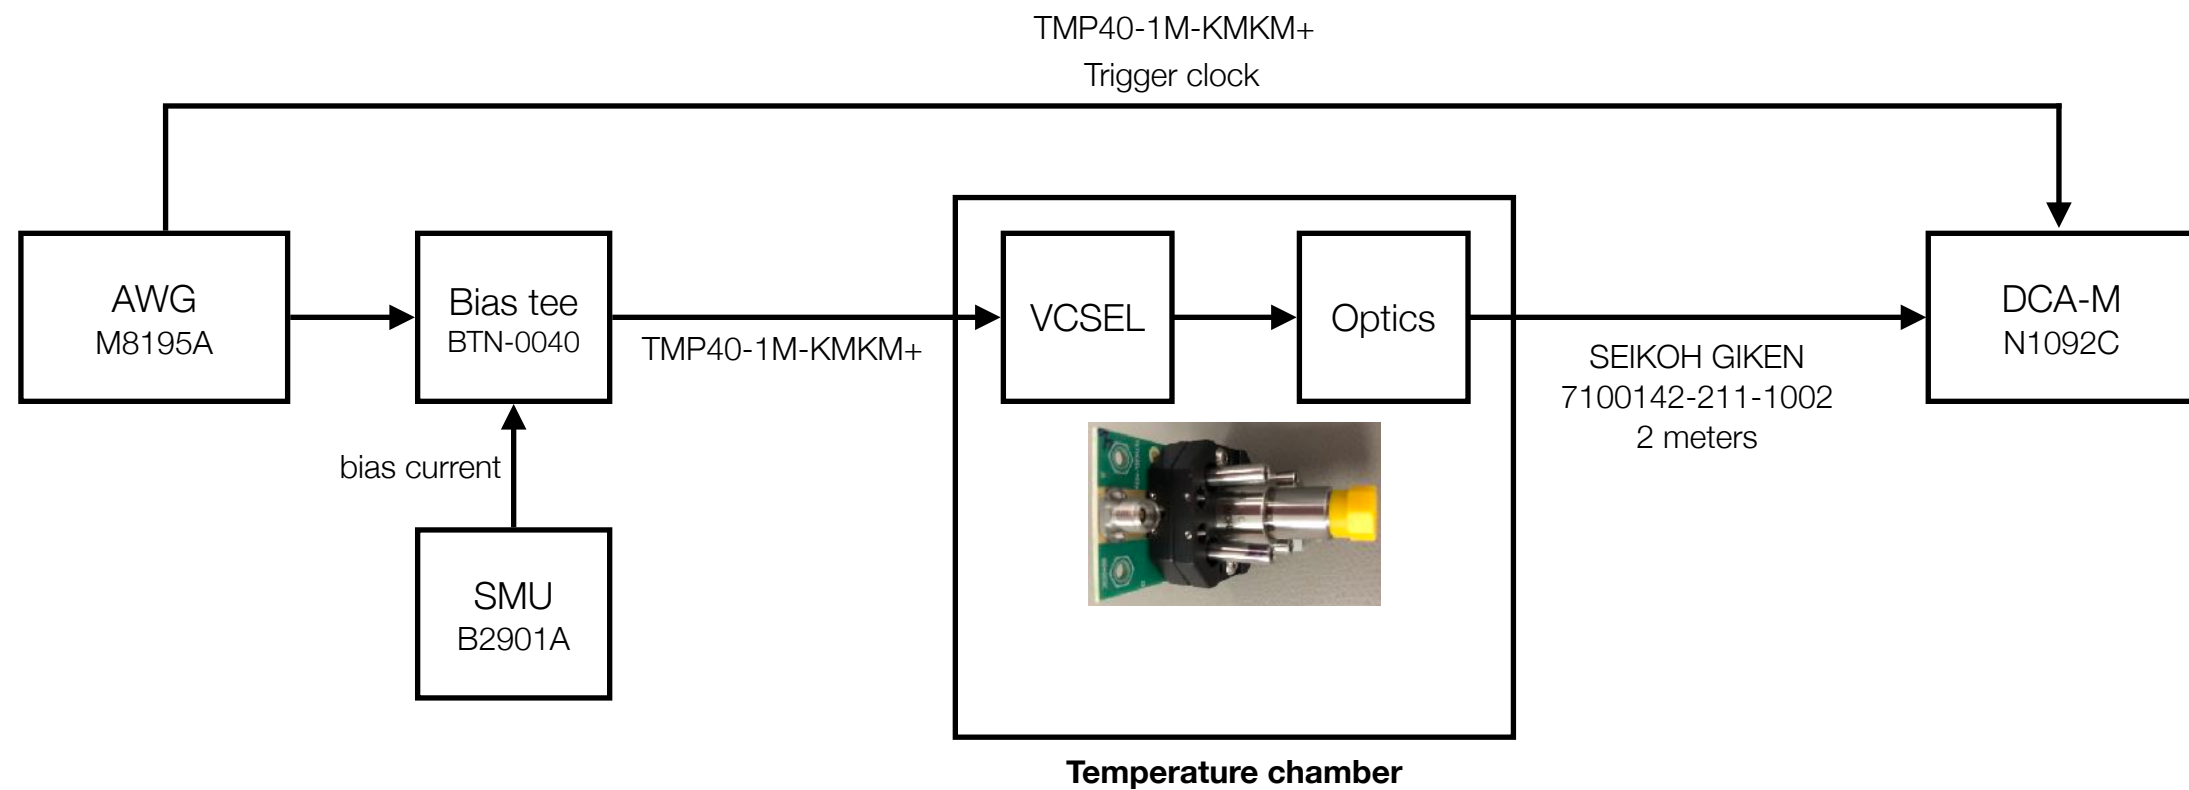 TMP40-1M-KMKM+
Trigger clock
AWG
M8195A
Bias tee
BTN-0040
TMP40-1M-KMKM+
VCSEL
Optics
SEIKOH GIKEN
7100142-211-1002
2 meters
DCA-M
N1092C
bias current
SMU
B2901A
Temperature chamber